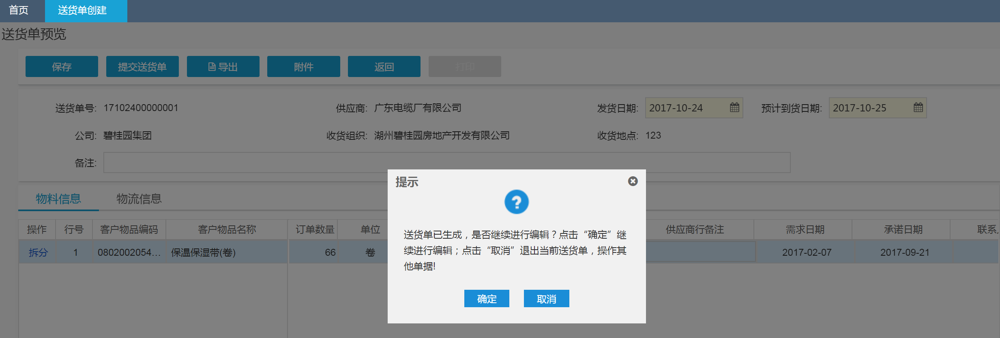 首页 送货单创建
送货单预览
保存 提交送货单 导出 附件 返回 打印
送货单号: 17102400000001 供应商: 广东电缆厂有限公司 发货日期: 2017-10-24 预计到货日期: 2017-10-25
公司: 碧桂园集团 收货组织: 湖州碧桂园房地产开发有限公司 收货地点: 123
备注:
提示
物料信息 物流信息
操作 行号 客户物品编码 客户物品名称 订单数量 单位 供应商行备注 需求日期 承诺日期 联系
拆分 1 0802002054... 保温保湿带(卷) 66 卷 2017-02-07 2017-09-21
送货单已生成，是否继续进行编辑？点击“确定”继
续进行编辑；点击“取消”退出当前送货单，操作其
他单据!
确定 取消